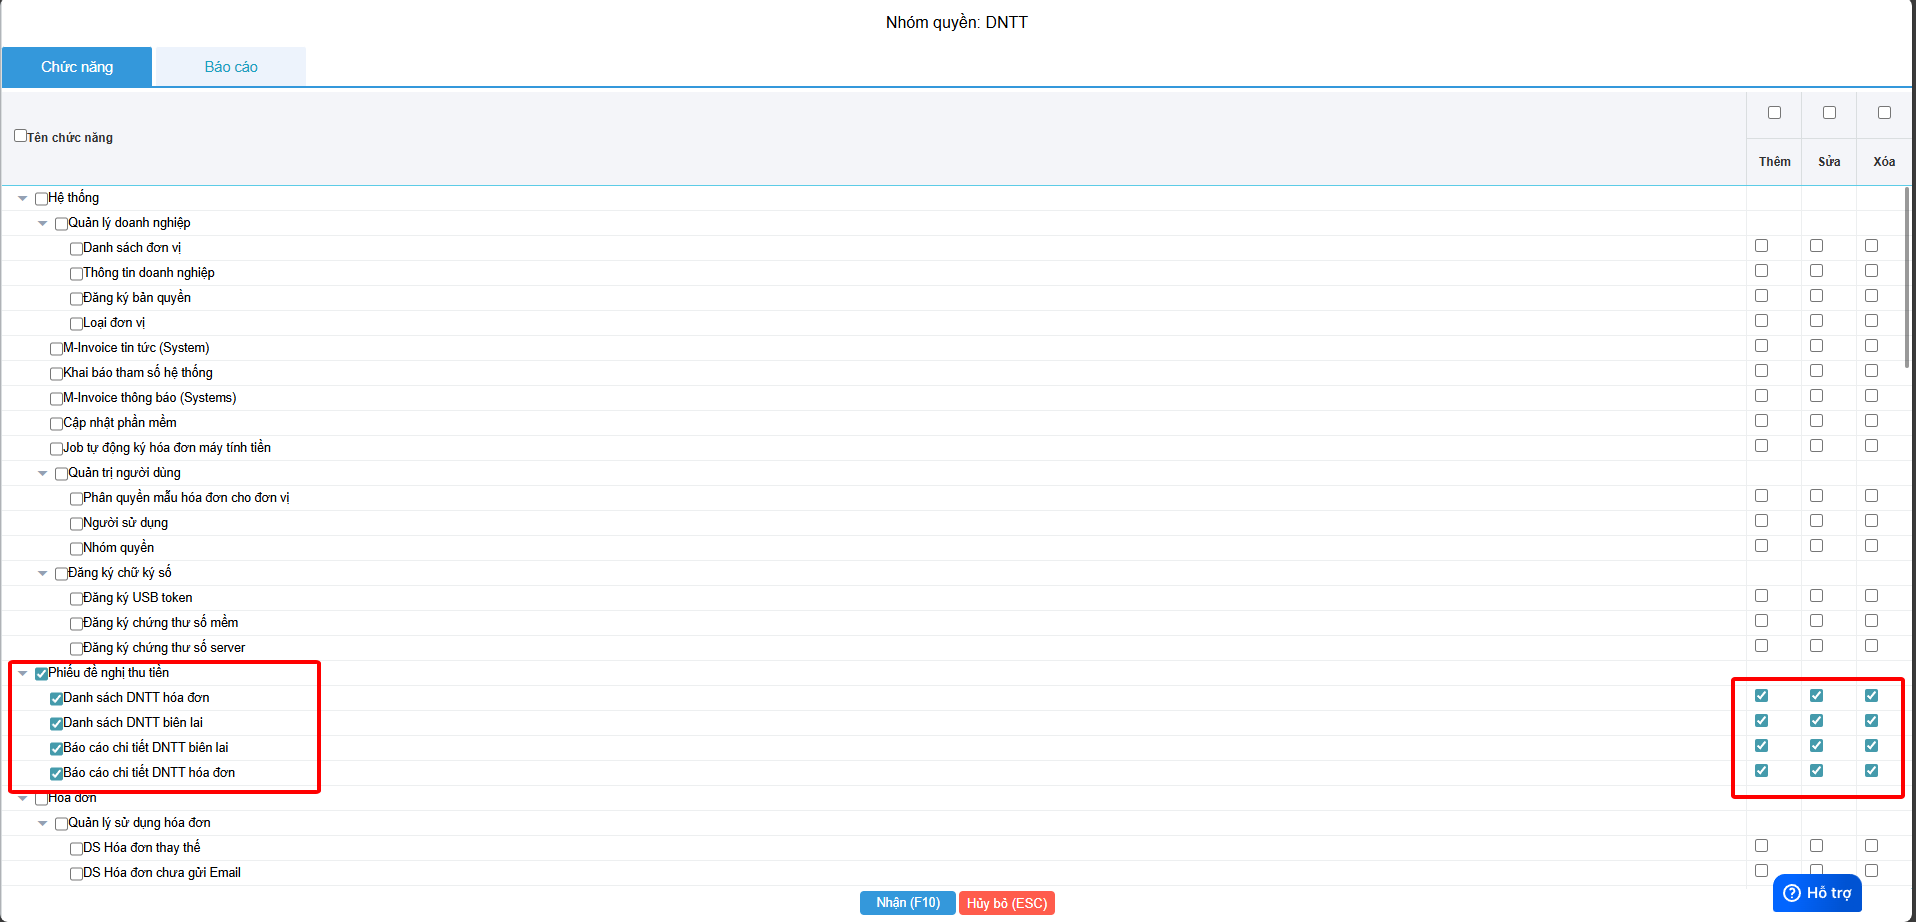 Nhóm quyền: DNTT
Chức năng
Báo cáo
Tên chức năng
Thêm
Sửa
Xóa
Hệ thống
Quản lý doanh nghiệp
Danh sách đơn vị
Thông tin doanh nghiệp
Đăng ký bản quyền
Loại đơn vị
M-Invoice tin tức (System)
Khai báo tham số hệ thống
M-Invoice thông báo (Systems)
Cập nhật phần mềm
Job tự động ký hóa đơn máy tính tiền
Quản trị người dùng
Phân quyền mẫu hóa đơn cho đơn vị
Người sử dụng
Nhóm quyền
Đăng ký chữ ký số
Đăng ký USB token
Đăng ký chứng thư số mềm
Đăng ký chứng thư số server
Phiếu đề nghị thu tiền
Danh sách DNTT hóa đơn
Danh sách DNTT biên lai
Báo cáo chi tiết DNTT biên lai
Báo cáo chi tiết DNTT hóa đơn
Hóa đơn
Quản lý sử dụng hóa đơn
DS Hóa đơn thay thế
DS Hóa đơn chưa gửi Email
Nhận (F10)
Hủy bỏ (ESC)
Hỗ trợ